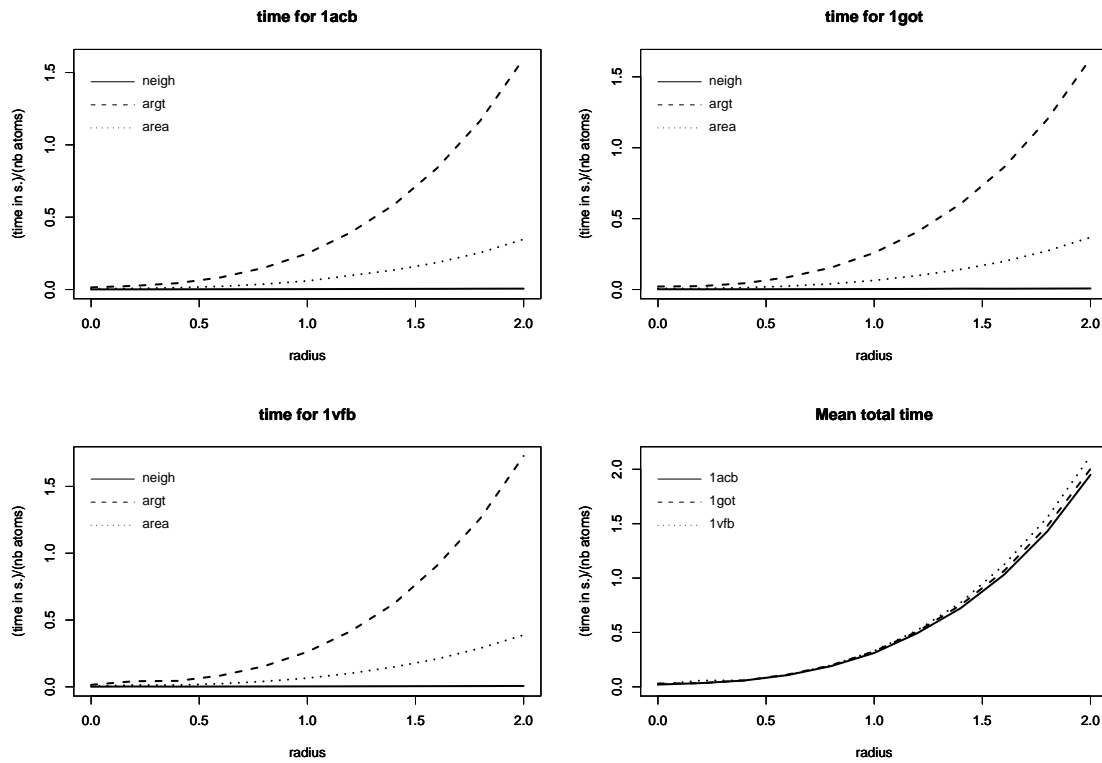 time for 1acb
(time in s.)/(nb atoms)
1.5
1.0
0.5
0.0
neigh
argt
area
0.0 0.5 1.0 1.5 2.0
radius
time for 1got
(time in s.)/(nb atoms)
1.5
1.0
0.5
0.0
neigh
argt
area
0.0 0.5 1.0 1.5 2.0
radius
time for 1vfb
(time in s.)/(nb atoms)
1.5
1.0
0.5
0.0
neigh
argt
area
0.0 0.5 1.0 1.5 2.0
radius
Mean total time
(time in s.)/(nb atoms)
2.0
1.5
1.0
0.5
0.0
1acb
1got
1vfb
0.0 0.5 1.0 1.5 2.0
radius